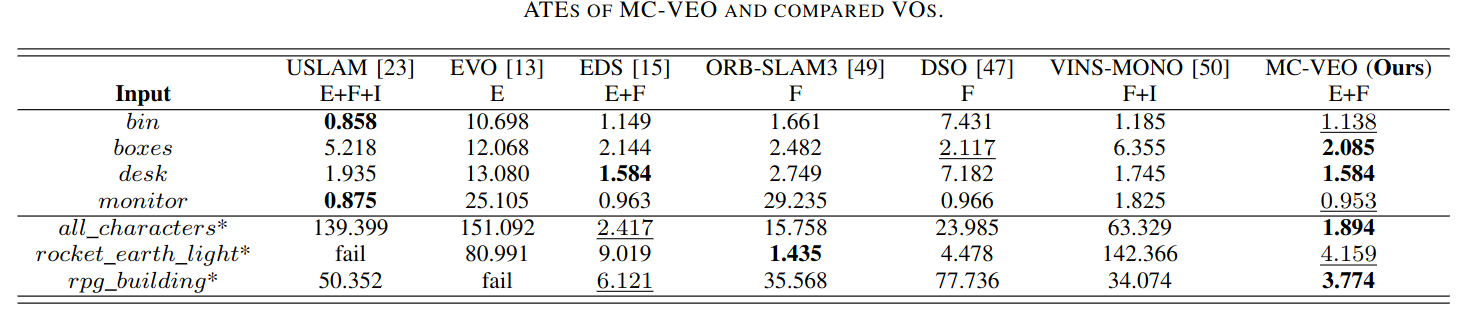 ATES OF MC-VEO AND COMPARED VOS.
USLAM [23] EVO [13] EDS [15] ORB-SLAM3 [49] DSO [47] VINS-MONO [50] MC-VEO (Ours)
Input E+F+I E E+F F F F+I E+F
bin 0.858 10.698 1.149 1.661 7.431 1.185 1.138
boxes 5.218 12.068 2.144 2.482 2.117 6.355 2.085
desk 1.935 13.080 1.584 2.749 7.182 1.745 1.584
monitor 0.875 25.105 0.963 29.235 0.966 1.825 0.953
all_characters* 139.399 151.092 2.417 15.758 23.985 63.329 1.894
rocket_earth_light* fail 80.991 9.019 1.435 4.478 142.366 4.159
rpg_building* 50.352 fail 6.121 35.568 77.736 34.074 3.774